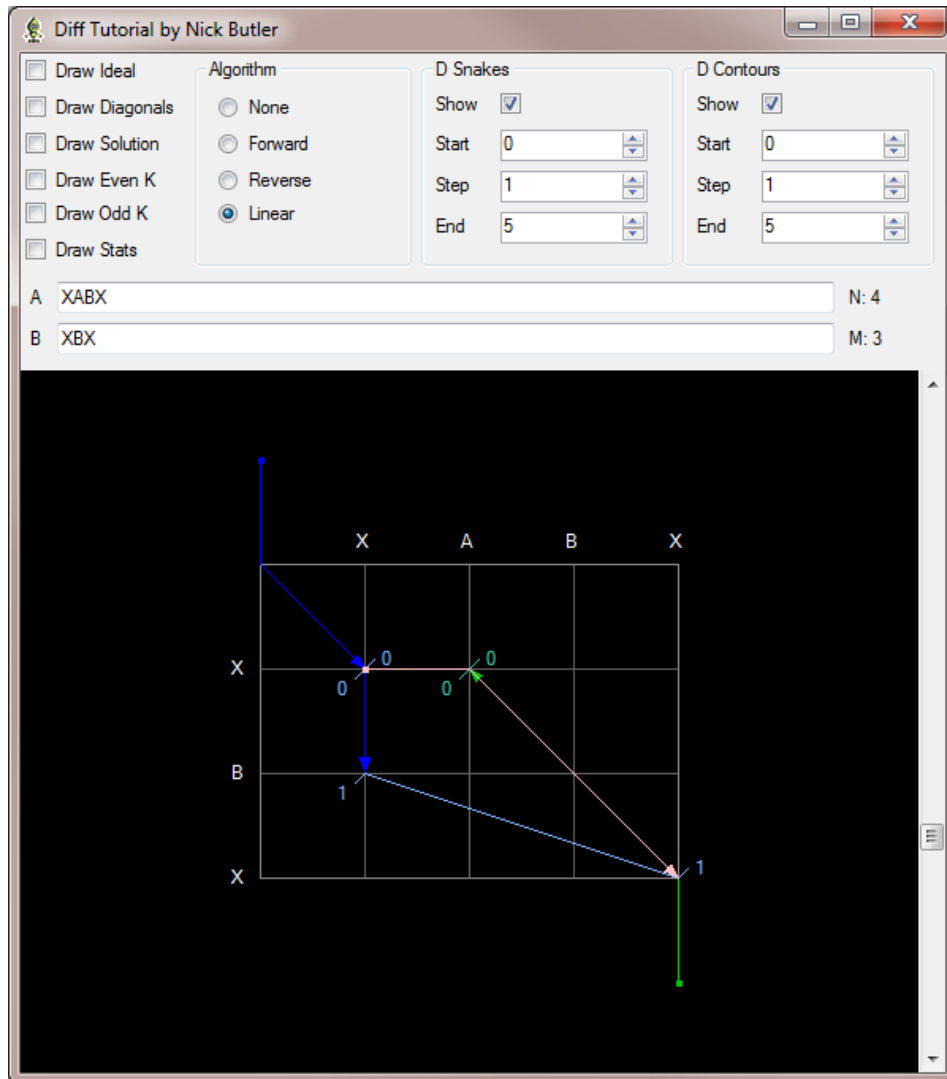 Diff Tutorial by Nick Butler
Draw Ideal
Draw Diagonals
Draw Solution
Draw Even K
Draw Odd K
Draw Stats
Algorithm
None
Forward
Reverse
Linear
D Snakes
Show
Start 0
Step 1
End 5
D Contours
Show
Start 0
Step 1
End 5
A XABX N: 4
B XBX M: 3
X A B X
X 0 0 0 0
B 1
X 1